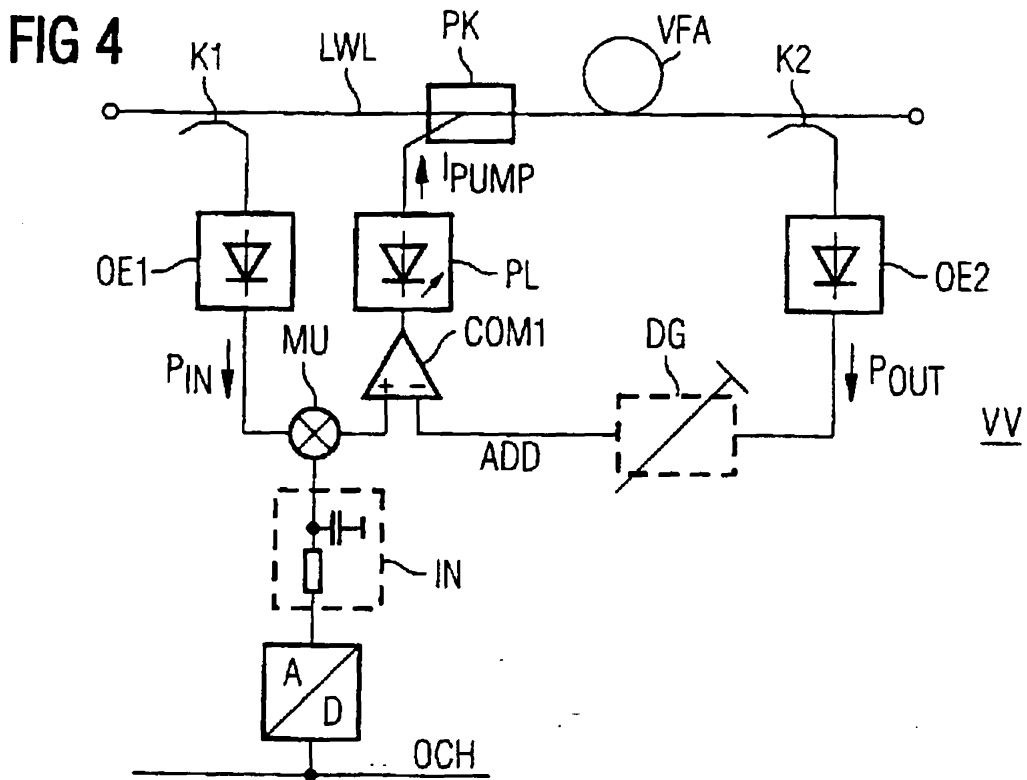 FIG 4
K1
LWL
PK
VFA
K2
IPUMP
OE1
PL
OE2
MU
COM1
DG
PIN
POUT
+ −
ADD
VV
IN
A
D
OCH